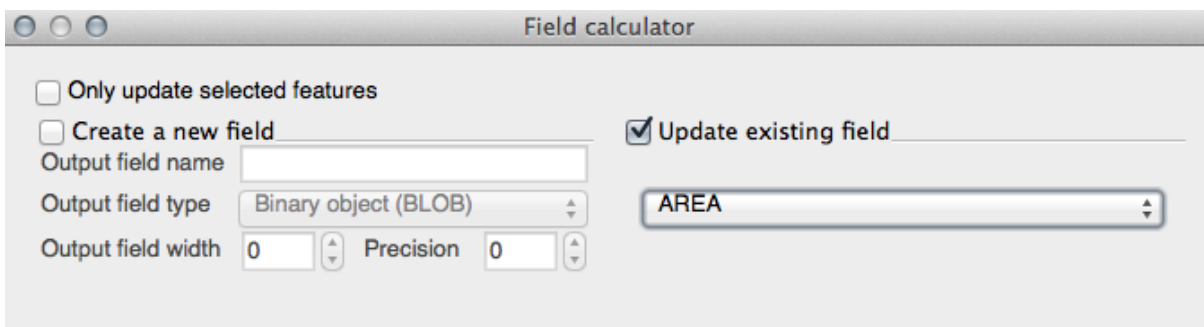 Field calculator
Only update selected features
Create a new field
Update existing field
Output field name
Output field type Binary object (BLOB)
AREA
Output field width 0 Precision 0